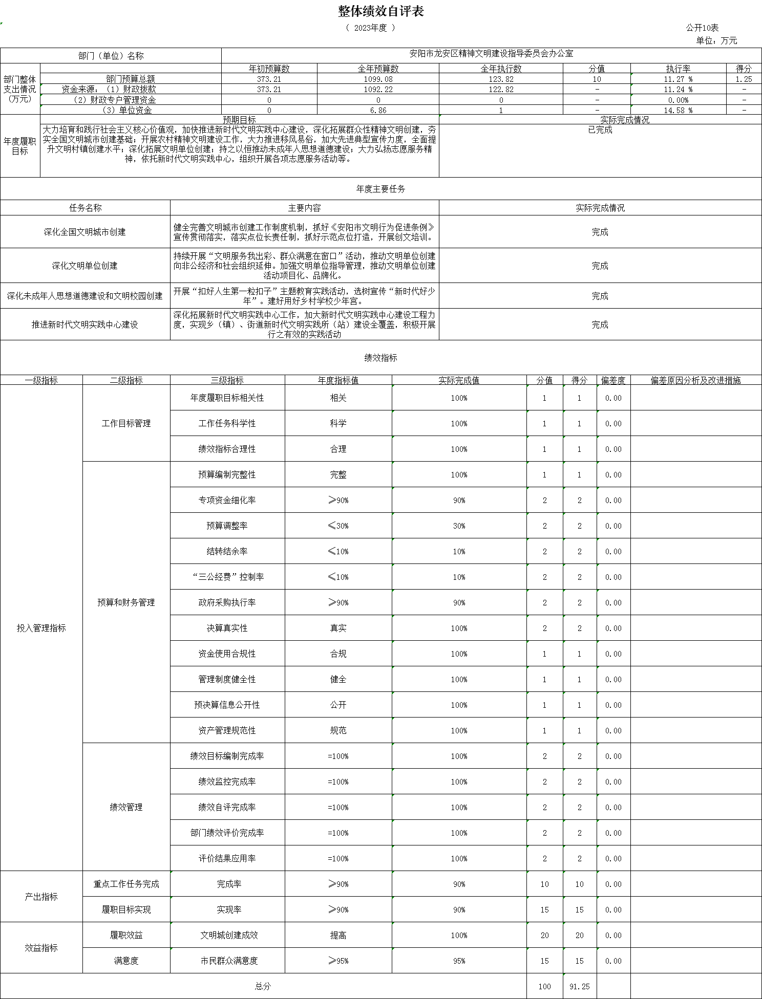 整体绩效自评表
（ 2023年度 ）
公开10表
单位：万元
部门（单位）名称 安阳市龙安区精神文明建设指导委员会办公室
部门整体支出情况(万元) 年初预算数 全年预算数 全年执行数 分值 执行率 得分
部门预算总额 373.21 1099.08 123.82 10 11.27 % 1.25
资金来源：（1）财政拨款 373.21 1092.22 122.82 - 11.24 % -
（2）财政专户管理资金 0 0 0 - 0.00% -
（3）单位资金 0 6.86 1 - 14.58 % -
年度履职目标 预期目标 实际完成情况
大力培育和践行社会主义核心价值观，加快推进新时代文明实践中心建设，深化拓展群众性精神文明创建，夯 已完成
实全国文明城市创建基础；开展农村精神文明建设工作，大力推进移风易俗，加大先进典型宣传力度，全面提
升文明村镇创建水平；深化拓展文明单位创建；持之以恒推动未成年人思想道德建设；大力弘扬志愿服务精
神，依托新时代文明实践中心，组织开展各项志愿服务活动等。
年度主要任务
任务名称 主要内容 实际完成情况
深化全国文明城市创建 健全完善文明城市创建工作制度机制，抓好《安阳市文明行为促进条例》
宣传贯彻落实，落实点位长责任制，抓好示范点位打造，开展创文培训。 完成
深化文明单位创建 持续开展“文明服务我出彩、群众满意在窗口”活动，推动文明单位创建
向非公经济和社会组织延伸。加强文明单位指导管理，推动文明单位创建
活动项目化、品牌化。 完成
深化未成年人思想道德建设和文明校园创建 开展“扣好人生第一粒扣子”主题教育实践活动，选树宣传“新时代好少
年”。建好用好乡村学校少年宫。 完成
推进新时代文明实践中心建设 深化拓展新时代文明实践中心工作，加大新时代文明实践中心建设工程力
度，实现乡（镇）、街道新时代文明实践所（站）建设全覆盖，积极开展
行之有效的实践活动 完成
绩效指标
一级指标 二级指标 三级指标 年度指标值 实际完成值 分值 得分 偏差度 偏差原因分析及改进措施
投入管理指标 工作目标管理 年度履职目标相关性 相关 100% 1 1 0.00
工作任务科学性 科学 100% 1 1 0.00
绩效指标合理性 合理 100% 1 1 0.00
预算和财务管理 预算编制完整性 完整 100% 1 1 0.00
专项资金细化率 ≥90% 90% 2 2 0.00
预算调整率 ≤30% 30% 2 2 0.00
结转结余率 ≤10% 10% 2 2 0.00
“三公经费”控制率 ≤10% 10% 2 2 0.00
政府采购执行率 ≥90% 90% 2 2 0.00
决算真实性 真实 100% 2 2 0.00
资金使用合规性 合规 100% 1 1 0.00
管理制度健全性 健全 100% 1 1 0.00
预决算信息公开性 公开 100% 1 1 0.00
资产管理规范性 规范 100% 1 1 0.00
绩效管理 绩效目标编制完成率 =100% 100% 2 2 0.00
绩效监控完成率 =100% 100% 2 2 0.00
绩效自评完成率 =100% 100% 2 2 0.00
部门绩效评价完成率 =100% 100% 2 2 0.00
评价结果应用率 =100% 100% 2 2 0.00
产出指标 重点工作任务完成 完成率 ≥90% 90% 10 10 0.00
履职目标实现 实现率 ≥90% 90% 15 15 0.00
效益指标 履职效益 文明城创建成效 提高 100% 20 20 0.00
满意度 市民群众满意度 ≥95% 95% 15 15 0.00
总分 100 91.25